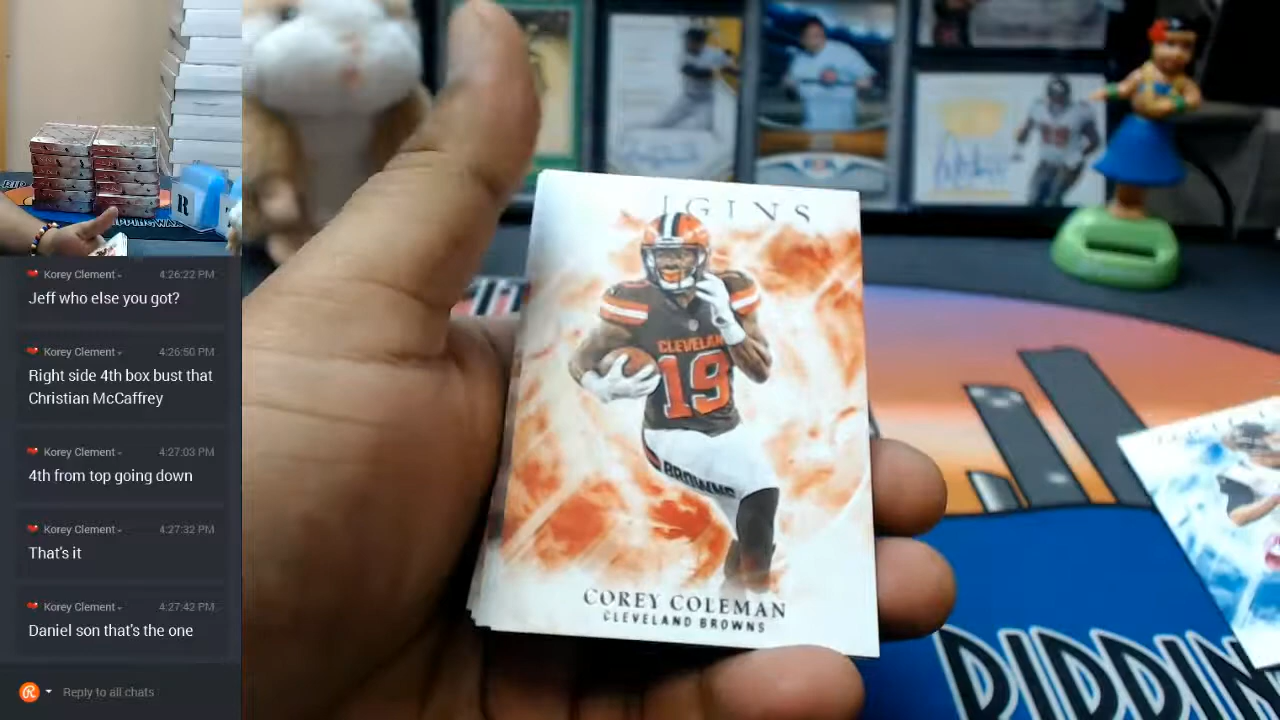 Korey Clement
4:26:22 PM
Jeff who else you got?
Korey Clement
4:26:50 PM
Right side 4th box bust that
Christian McCaffrey
Korey Clement
4:27:03 PM
4th from top going down
Korey Clement
4:27:32 PM
That's it
Korey Clement
4:27:42 PM
Daniel son that's the one
Reply to all chats
R
IGINS
CLEVELAN
19
BROWNS
COREY COLEMAN
CLEVELAND BROWNS
RIPPIN